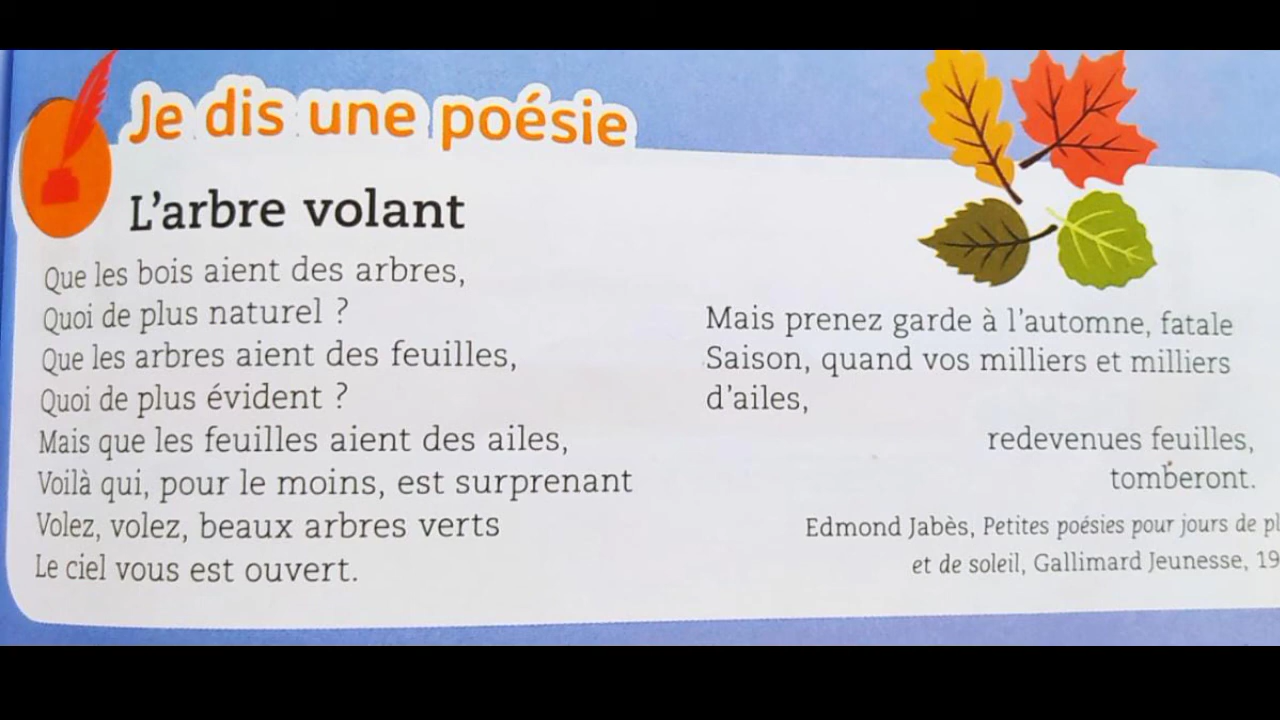 Je dis une poésie
L'arbre volant
Que les bois aient des arbres,
Quoi de plus naturel ?
Que les arbres aient des feuilles,
Quoi de plus évident ?
Mais que les feuilles aient des ailes,
Voilà qui, pour le moins, est surprenant
Volez, volez, beaux arbres verts
Le ciel vous est ouvert.
Mais prenez garde à l'automne, fatale
Saison, quand vos milliers et milliers
d'ailes,
redevenues feuilles,
tomberont.
Edmond Jabès, Petites poésies pour jours de
et de soleil, Gallimard Jeunesse,